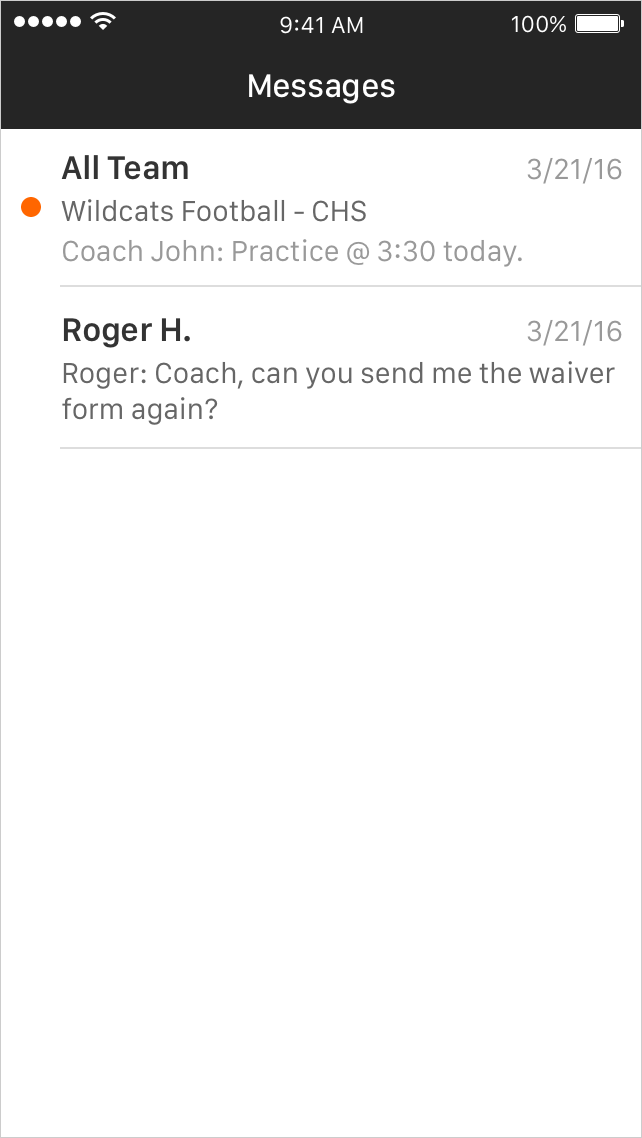 9:41 AM
100%
Messages
All Team
3/21/16
Wildcats Football - CHS
Coach John: Practice @ 3:30 today.
Roger H.
3/21/16
Roger: Coach, can you send me the waiver
form again?